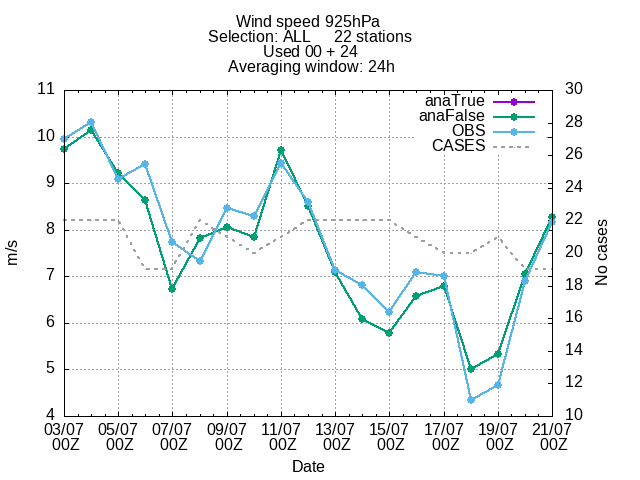 Wind speed 925hPa
Selection: ALL 22 stations
Used 00 + 24
Averaging window: 24h
anaTrue
anaFalse
OBS
CASES
11
10
9
8
7
6
5
4
30
28
26
24
22
20
18
16
14
12
10
m/s
No cases
03/07 05/07 07/07 09/07 11/07 13/07 15/07 17/07 19/07 21/07
00Z 00Z 00Z 00Z 00Z 00Z 00Z 00Z 00Z 00Z
Date